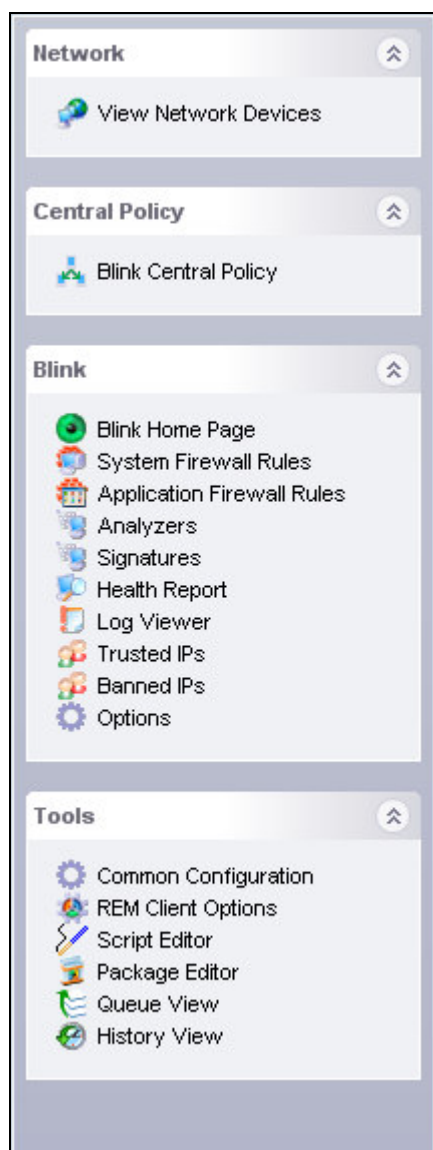 Network
View Network Devices
Central Policy
Blink Central Policy
Blink
Blink Home Page
System Firewall Rules
Application Firewall Rules
Analyzers
Signatures
Health Report
Log Viewer
Trusted IPs
Banned IPs
Options
Tools
Common Configuration
REM Client Options
Script Editor
Package Editor
Queue View
History View